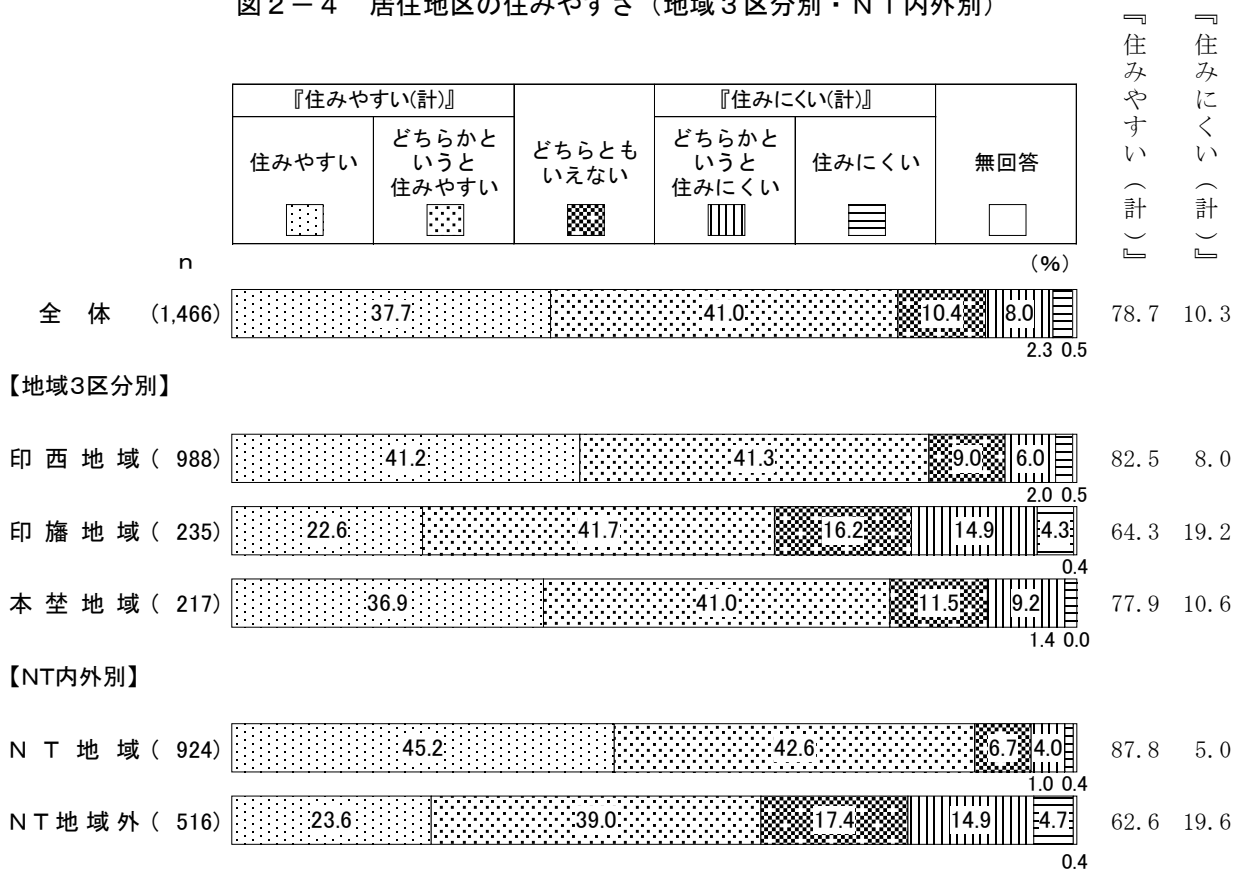 図２－４　居住地区の住みやすさ（地域３区分別・ＮＴ内外別）
『住みやすい（計）』
『住みにくい（計）』
『住みやすい(計)』
『住みにくい(計)』
住みやすい
どちらかと
いうと
住みやすい
どちらとも
いえない
どちらかと
いうと
住みにくい
住みにくい
無回答
n
(％)
全　体　(1,466) 37.7 41.0 10.4 8.0 78.7 10.3
2.3 0.5
【地域3区分別】
印 西 地 域 ( 988) 41.2 41.3 9.0 6.0 82.5 8.0
2.0 0.5
印 旛 地 域 ( 235) 22.6 41.7 16.2 14.9 4.3 64.3 19.2
0.4
本 埜 地 域 ( 217) 36.9 41.0 11.5 9.2 77.9 10.6
1.4 0.0
【NT内外別】
Ｎ Ｔ 地 域 ( 924) 45.2 42.6 6.7 4.0 87.8 5.0
1.0 0.4
ＮＴ地 域 外 ( 516) 23.6 39.0 17.4 14.9 4.7 62.6 19.6
0.4